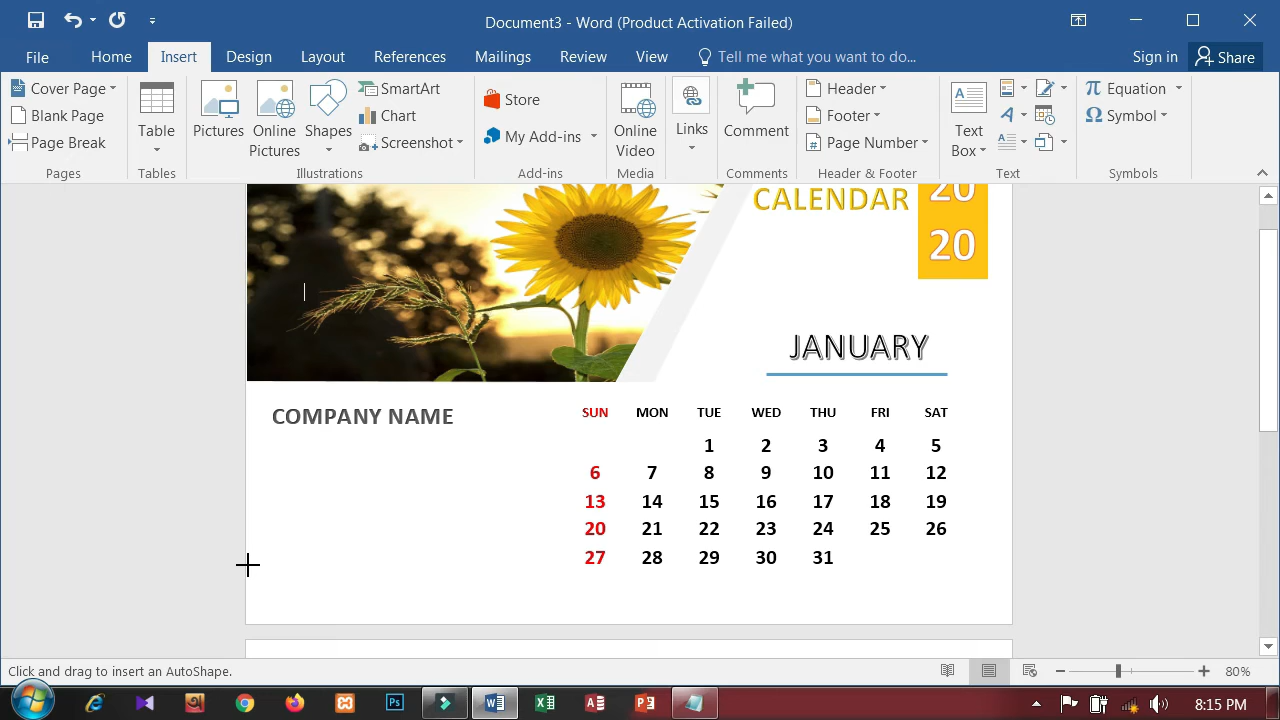 Document3 - Word (Product Activation Failed)
File Home Insert Design Layout References Mailings Review View Tell me what you want to do... Sign in Share
Cover Page
Blank Page
Page Break
Pages
Table
Tables
Pictures
Online Pictures
Shapes
SmartArt
Chart
Screenshot
Illustrations
Store
My Add-ins
Add-ins
Online Video
Media
Links
Comment
Comments
Header
Footer
Page Number
Header & Footer
Text Box
Text
Equation
Symbol
Symbols
CALENDAR
20
20
JANUARY
COMPANY NAME
SUN MON TUE WED THU FRI SAT
1 2 3 4 5
6 7 8 9 10 11 12
13 14 15 16 17 18 19
20 21 22 23 24 25 26
27 28 29 30 31
Click and drag to insert an AutoShape.
80%
8:15 PM